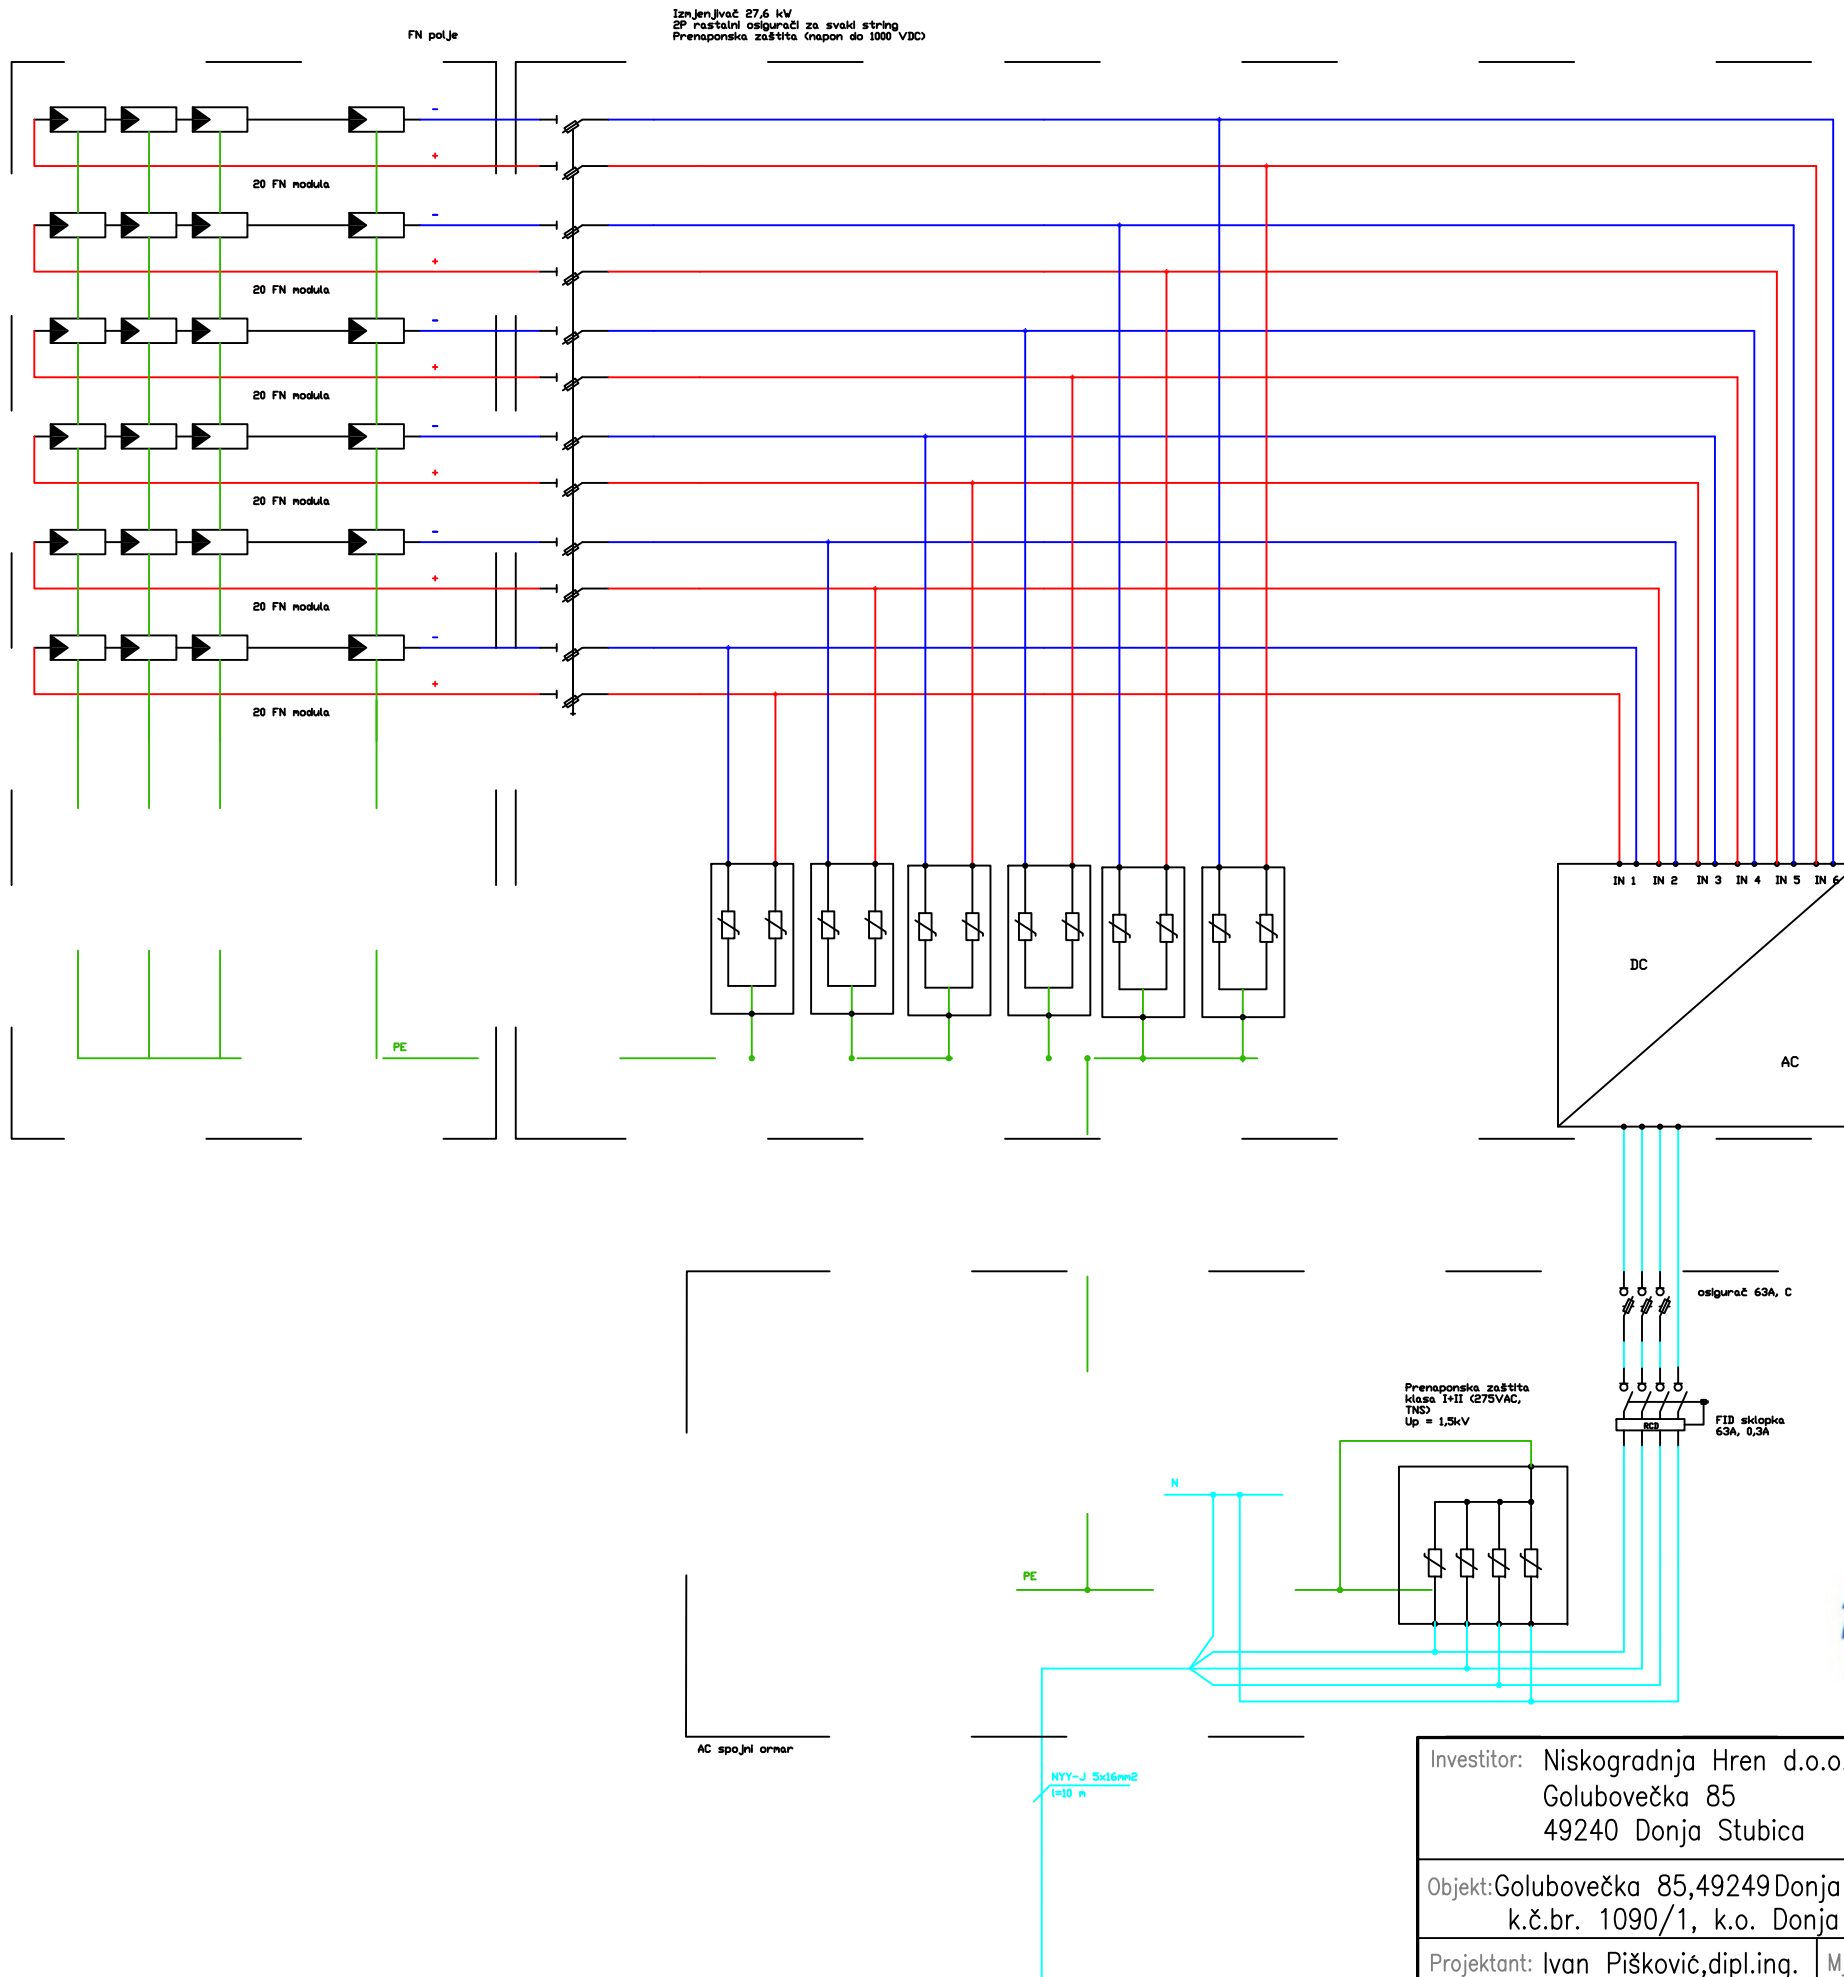 Izmjenjivač 27,6 kW
2P rastalni osigurači za svaki string
Prenaponska zaštita (napon do 1000 VDC)
FN polje
-
+
20 FN modula
-
+
20 FN modula
-
+
20 FN modula
-
+
20 FN modula
-
+
20 FN modula
-
+
20 FN modula
IN 1 IN 2 IN 3 IN 4 IN 5 IN 6
DC
AC
PE
osigurač 63A, C
Prenaponska zaštita
klasa I+II (275VAC,
TNS)
Up = 1,5kV
FID sklopka
63A, 0,3A
RCD
N
PE
AC spojni ormar
NYY-J 5x16mm2
l=10 m
Investitor: Niskogradnja Hren d.o.o.
Golubovečka 85
49240 Donja Stubica
Objekt: Golubovečka 85,49249 Donja
k.č.br. 1090/1, k.o. Donja
Projektant: Ivan Pišković,dipl.ing.